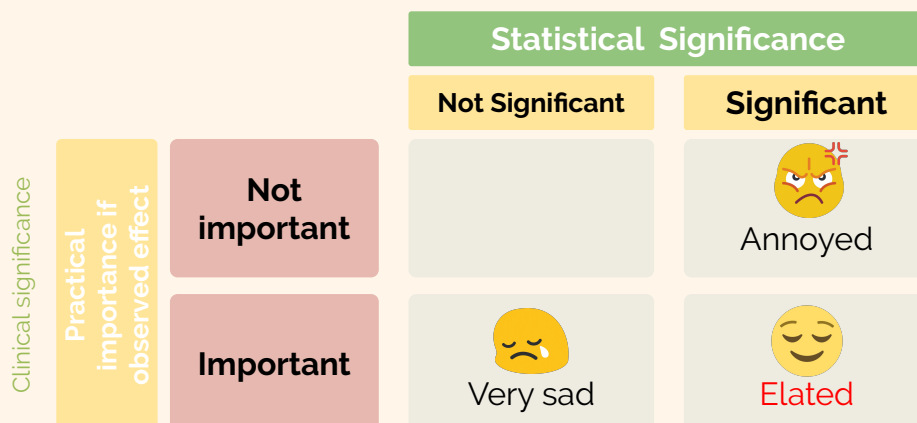 Statistical  Significance
Not Significant
Significant
Clinical significance
Practical
importance if
observed effect
Not
important
Annoyed
Important
Very sad
Elated